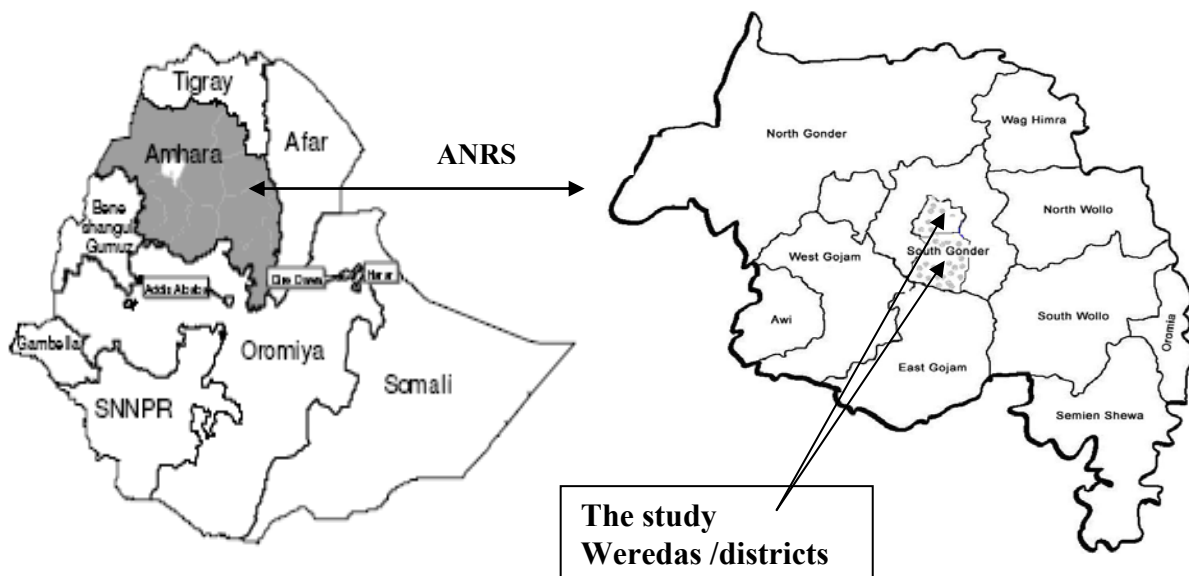 Tigray
Afar
Amhara
Bene
shangul
Gumuz
Addis Ababa
Dire Dawa
Harar
Gambella
Oromiya
Somali
SNNPR
ANRS
North Gonder
Wag Himra
North Wollo
South Gonder
West Gojam
Awi
South Wollo
Oromia
East Gojam
Semien Shewa
The study
Weredas /districts